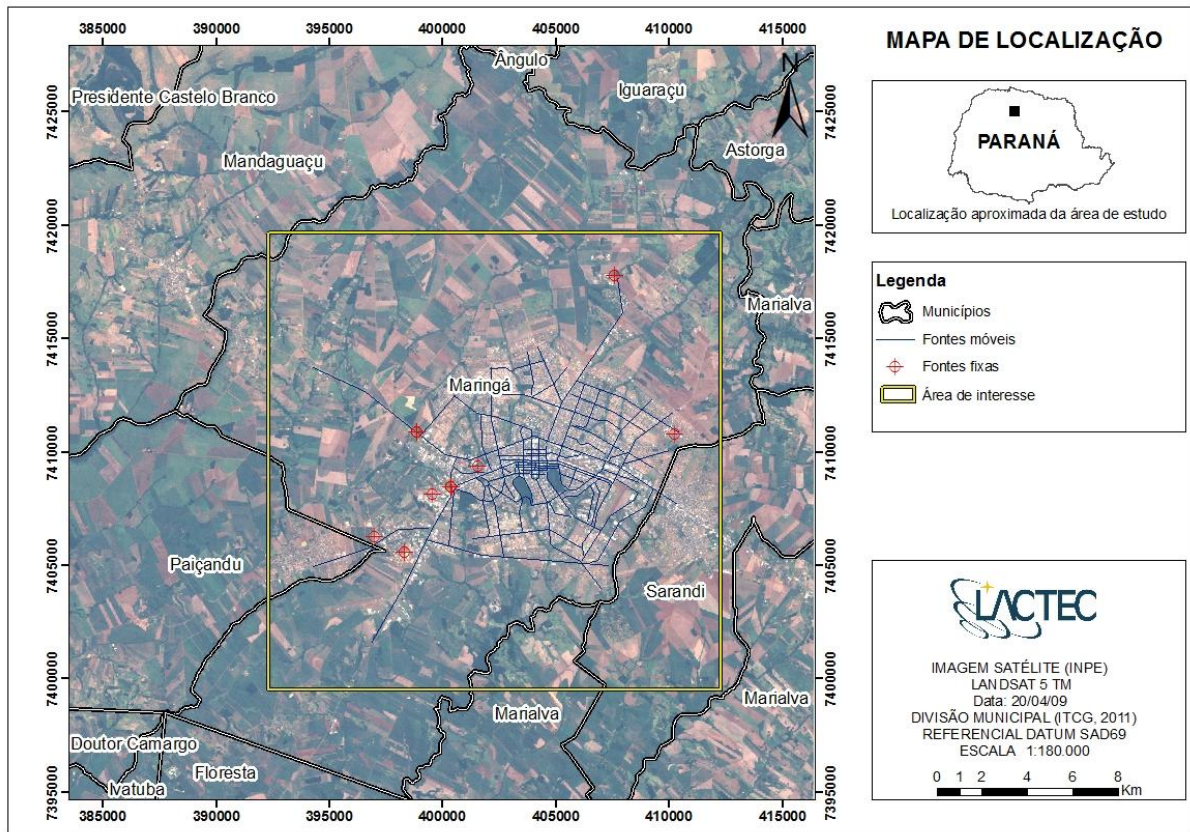 385000 390000 395000 400000 405000 410000 415000
MAPA DE LOCALIZAÇÃO
N
Ângulo
Iguaraçu
Presidente Castelo Branco
Mandaguaçu
Astorga
PARANÁ
Localização aproximada da área de estudo
7425000
7420000
7415000
7410000
7405000
7400000
7395000
Marialva
Maringá
Paiçandu
Sarandi
Marialva
Marialva
Doutor Camargo
Floresta
Ivatuba
7425000
7420000
7415000
7410000
7405000
7400000
7395000
385000 390000 395000 400000 405000 410000 415000
Legenda
Municípios
Fontes móveis
Fontes fixas
Área de interesse
LACTEC
IMAGEM SATÉLITE (INPE)
LANDSAT 5 TM
Data: 20/04/09
DIVISÃO MUNICIPAL (ITCG, 2011)
REFERENCIAL DATUM SAD69
ESCALA 1:180.000
0 1 2 4 6 8
Km